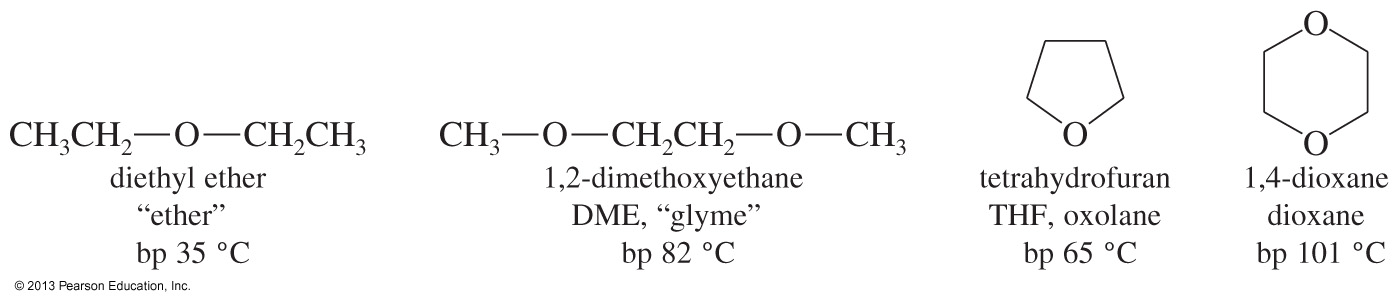 CH₃CH₂—O—CH₂CH₃
diethyl ether
“ether”
bp 35 °C
CH₃—O—CH₂CH₂—O—CH₃
1,2-dimethoxyethane
DME, “glyme”
bp 82 °C
O
tetrahydrofuran
THF, oxolane
bp 65 °C
O
O
1,4-dioxane
dioxane
bp 101 °C
© 2013 Pearson Education, Inc.